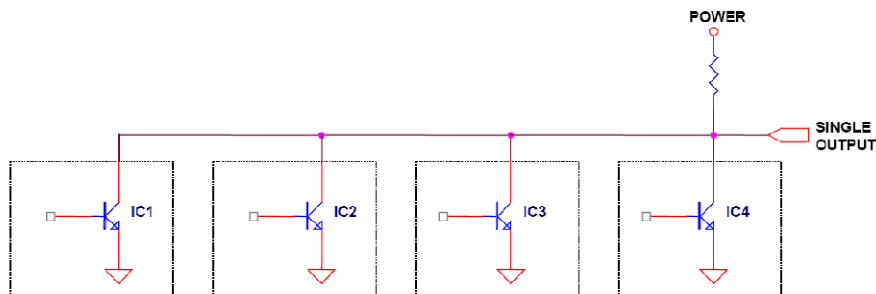 POWER
SINGLE
OUTPUT
IC1
IC2
IC3
IC4